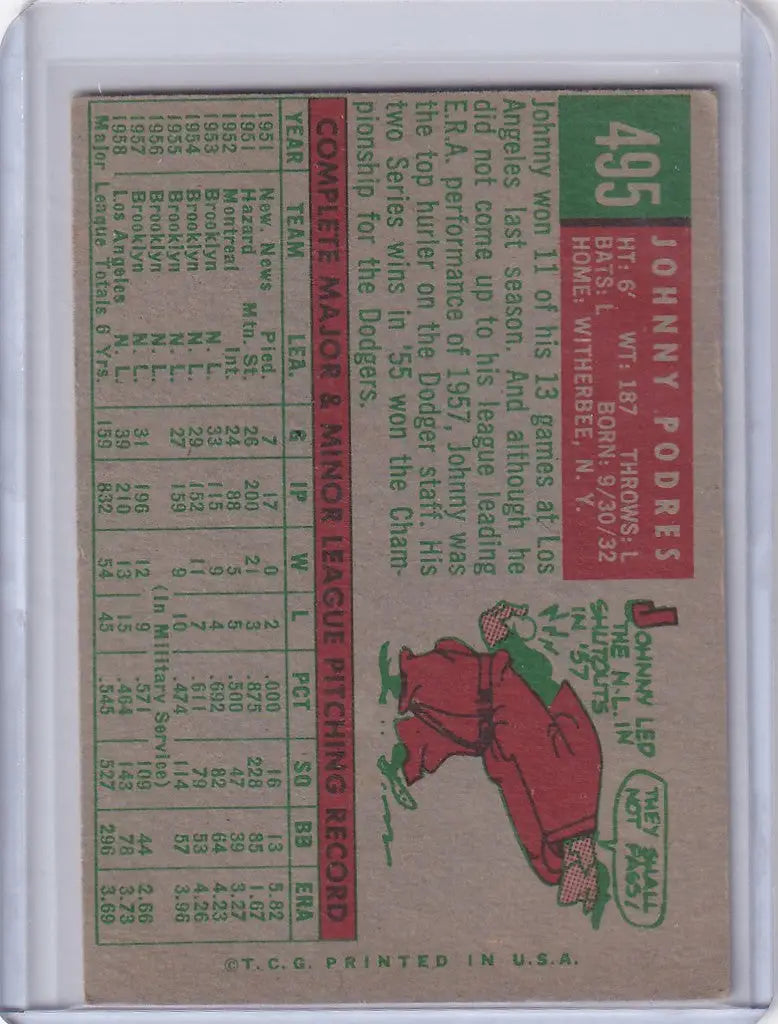 495
JOHNNY PODRES
HT: 6' WT: 187 THROWS: L
BATS: L BORN: 9/30/32
HOME: WITHERBEE, N. Y.
Johnny won 11 of his 13 games at Los
Angeles last season. And although he
did not come up to his league leading
E.R.A. performance of 1957, Johnny was
the top hurler on the Dodger staff. His
two Series wins in '55 won the Cham-
pionship for the Dodgers.
JOHNNY LED
THE N.L. IN
SHUTOUTS
IN '57
THEY SHALL
NOT PASS!
COMPLETE MAJOR & MINOR LEAGUE PITCHING RECORD
YEAR TEAM LEA. G IP W L PCT SO BB ERA
1951 New. News Pied. 7 17 0 2 .000 16 13 5.82
1951 Hazard Mtn. St. 26 200 21 3 .875 228 85 1.67
1952 Montreal Int. 24 88 5 5 .500 47 39 3.27
1953 Brooklyn N. L. 33 115 9 4 .692 82 64 4.23
1954 Brooklyn N. L. 29 152 11 7 .611 79 53 4.26
1955 Brooklyn N. L. 27 159 9 10 .474 114 57 3.96
1956 Brooklyn N. L. (In Military Service)
1957 Brooklyn N. L. 31 196 12 9 .571 109 44 2.66
1958 Los Angeles N. L. 39 210 13 15 .464 143 78 3.73
Major League Totals 6 Yrs. 159 832 54 45 .545 527 296 3.69
©T.C.G. PRINTED IN U.S.A.